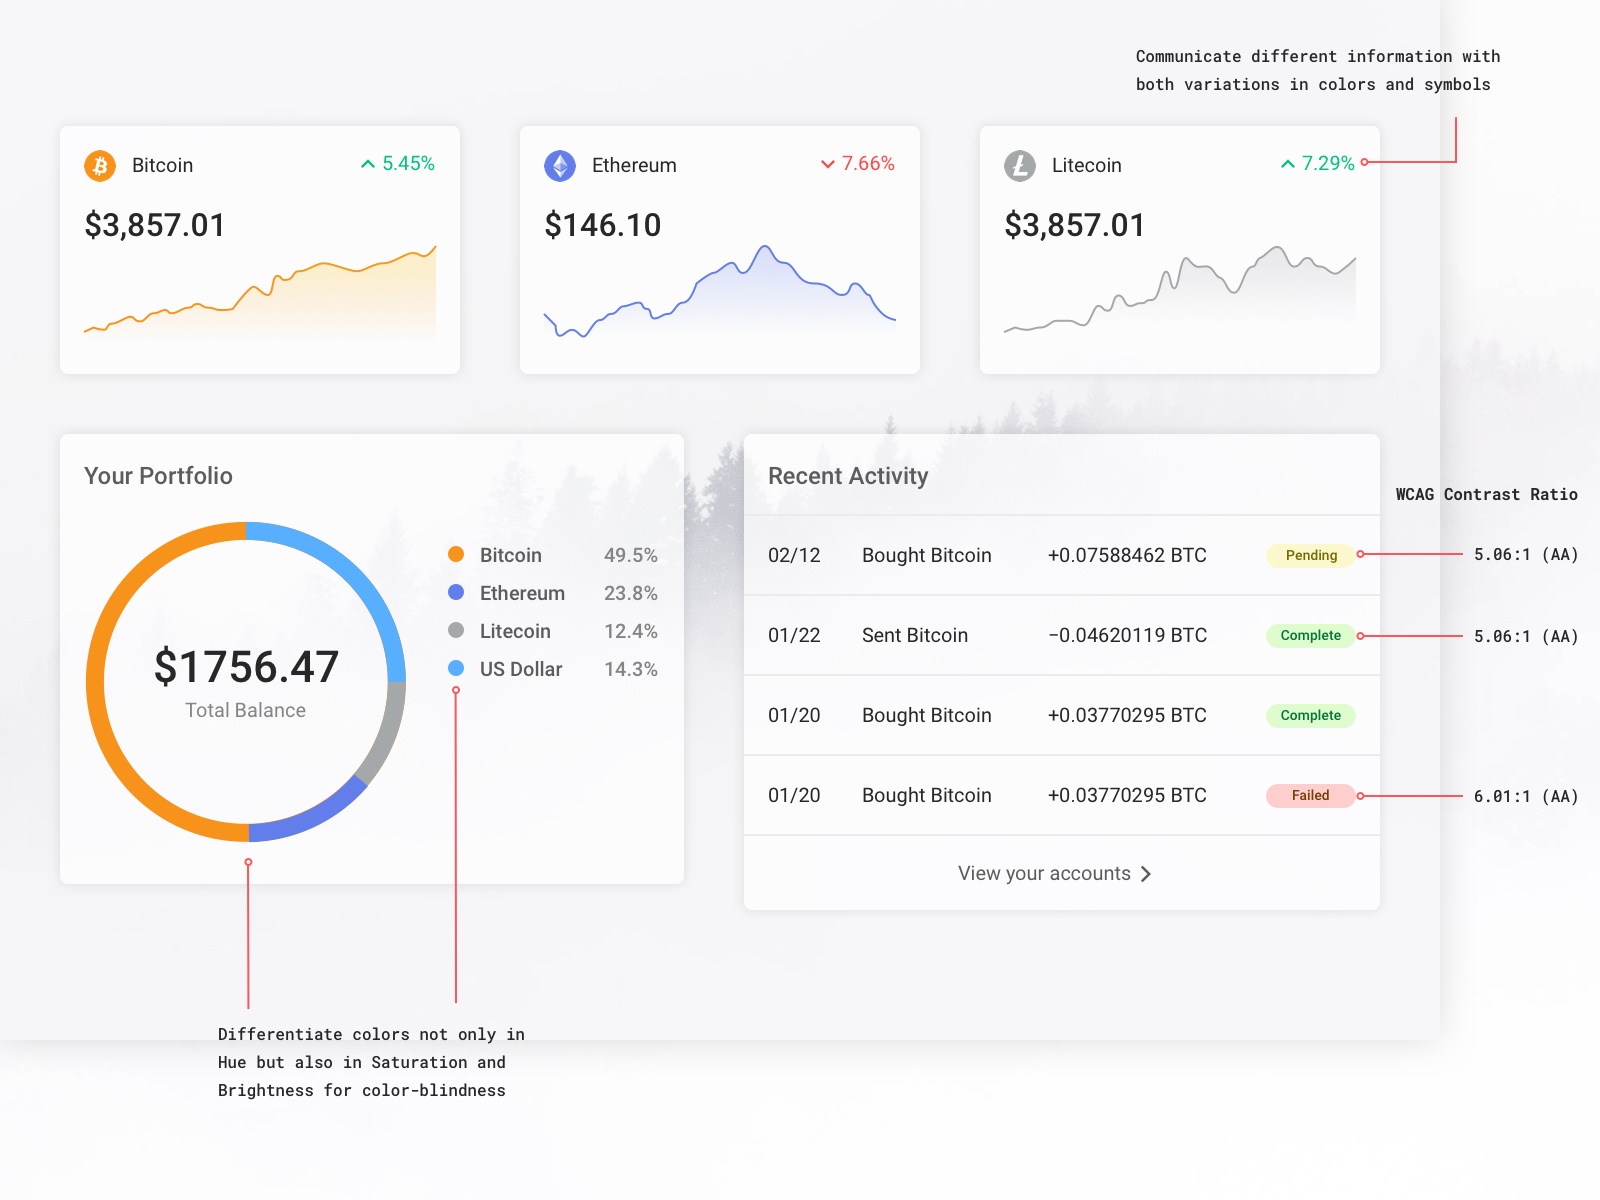 Communicate different information with
both variations in colors and symbols
Bitcoin 5.45%
$3,857.01
Ethereum 7.66%
$146.10
Litecoin 7.29%
$3,857.01
Your Portfolio
$1756.47
Total Balance
Bitcoin 49.5%
Ethereum 23.8%
Litecoin 12.4%
US Dollar 14.3%
Recent Activity
WCAG Contrast Ratio
02/12 Bought Bitcoin +0.07588462 BTC Pending 5.06:1 (AA)
01/22 Sent Bitcoin −0.04620119 BTC Complete 5.06:1 (AA)
01/20 Bought Bitcoin +0.03770295 BTC Complete
01/20 Bought Bitcoin +0.03770295 BTC Failed 6.01:1 (AA)
View your accounts
Differentiate colors not only in
Hue but also in Saturation and
Brightness for color-blindness